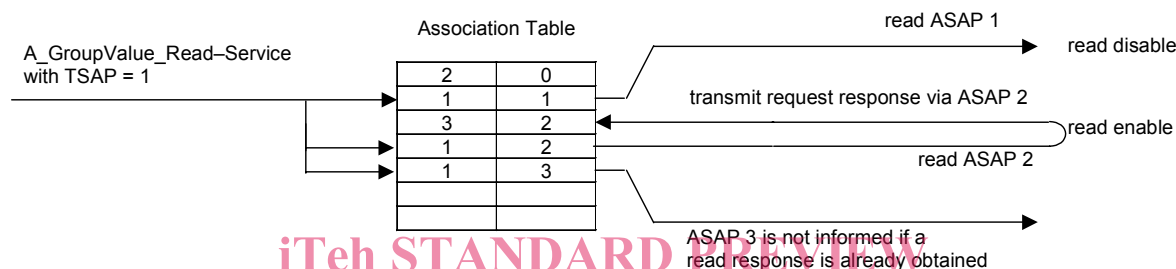 read ASAP 1
Association Table
A_GroupValue_Read–Service
with TSAP = 1
read disable
2 0
1 1
transmit request response via ASAP 2
3 2
read enable
1 2
read ASAP 2
1 3
ASAP 3 is not informed if a
read response is already obtained
iTeh STANDARD PREVIEW